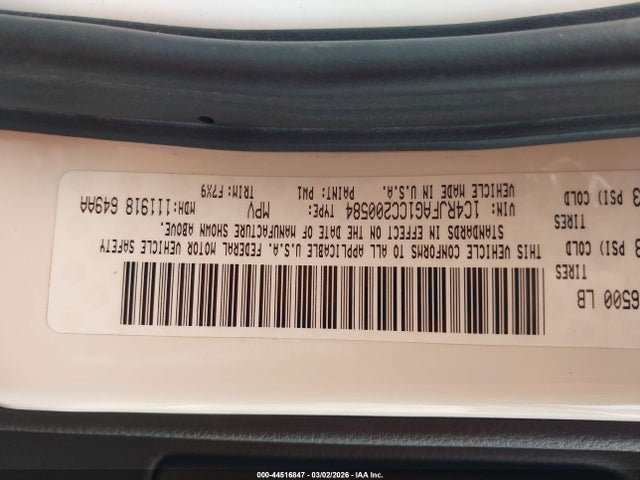 6500 LB
TIRES
3 PSI) COLD
TIRES
3 PSI) COLD
THIS VEHICLE CONFORMS TO ALL APPLICABLE U.S.A. FEDERAL MOTOR VEHICLE SAFETY
STANDARDS IN EFFECT ON THE DATE OF MANUFACTURE SHOWN ABOVE.
VIN: 1C4RJFAG1CC200584 TYPE: MPV MDH:111918 649AA
VEHICLE MADE IN U.S.A. PAINT: PW1 TRIM:F7X9
000-44516847 — 03/02/2026 — IAA Inc.